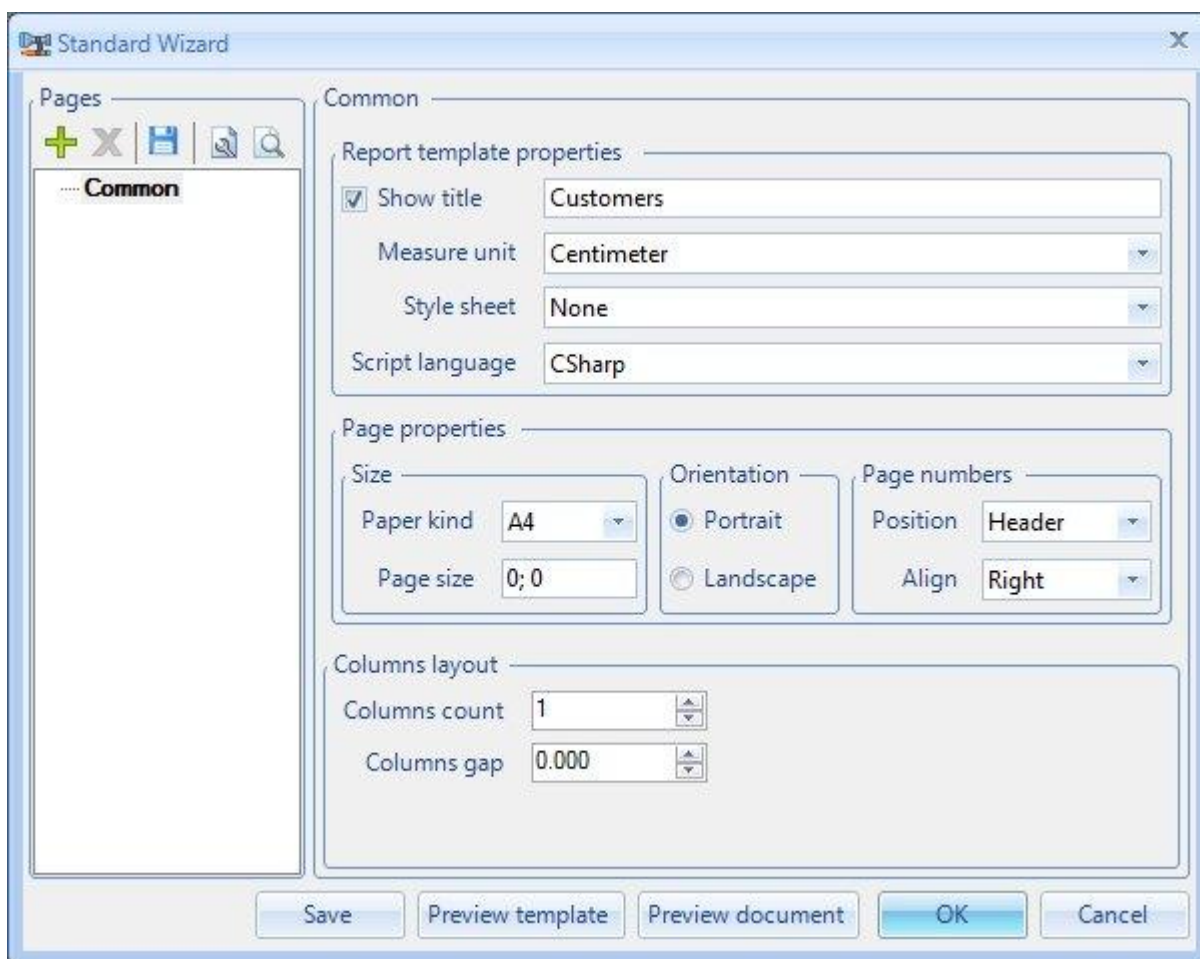 Standard Wizard
Pages
Common
Common
Report template properties
Show title Customers
Measure unit Centimeter
Style sheet None
Script language CSharp
Page properties
Size
Paper kind A4
Page size 0; 0
Orientation
Portrait
Landscape
Page numbers
Position Header
Align Right
Columns layout
Columns count 1
Columns gap 0.000
Save Preview template Preview document OK Cancel